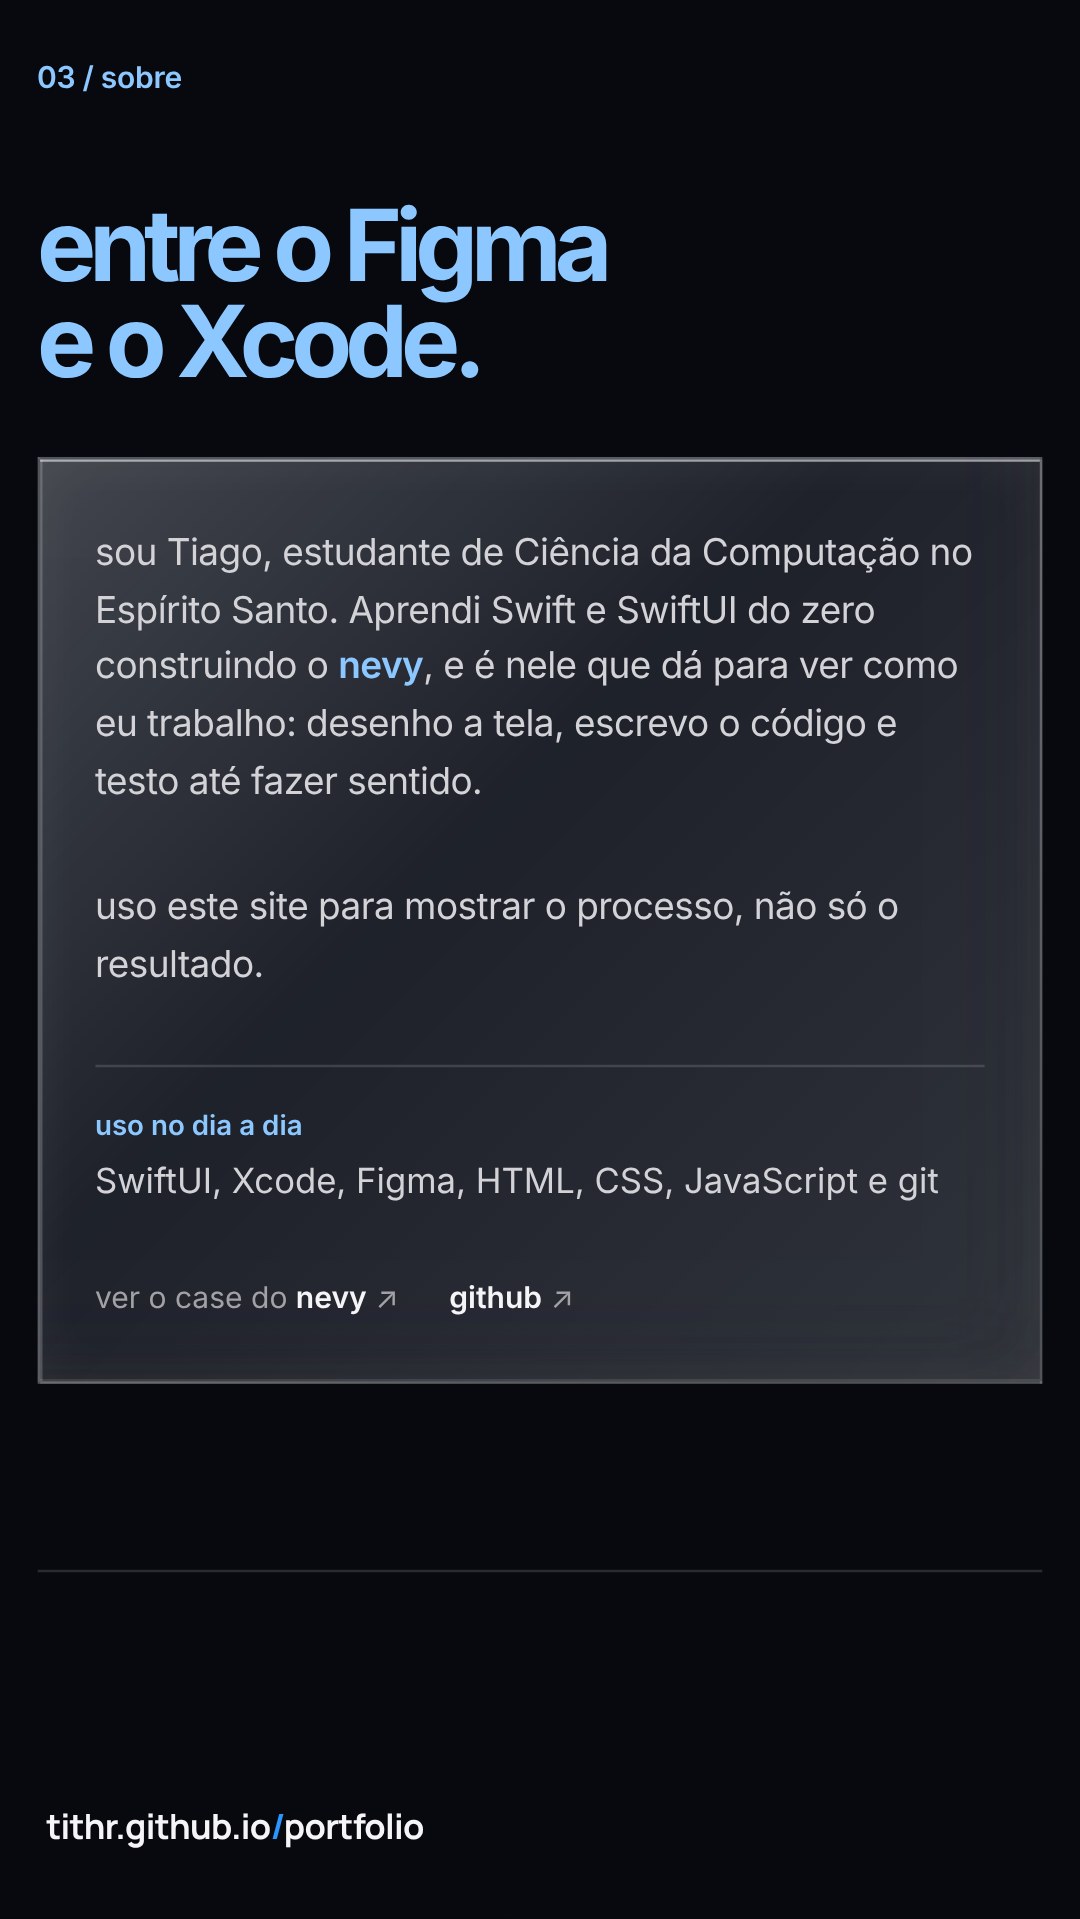 03 / sobre
entre o Figma
e o Xcode.
sou Tiago, estudante de Ciência da Computação no
Espírito Santo. Aprendi Swift e SwiftUI do zero
construindo o nevy, e é nele que dá para ver como
eu trabalho: desenho a tela, escrevo o código e
testo até fazer sentido.
uso este site para mostrar o processo, não só o
resultado.
uso no dia a dia
SwiftUI, Xcode, Figma, HTML, CSS, JavaScript e git
ver o case do nevy ↗ github ↗
tithr.github.io/portfolio